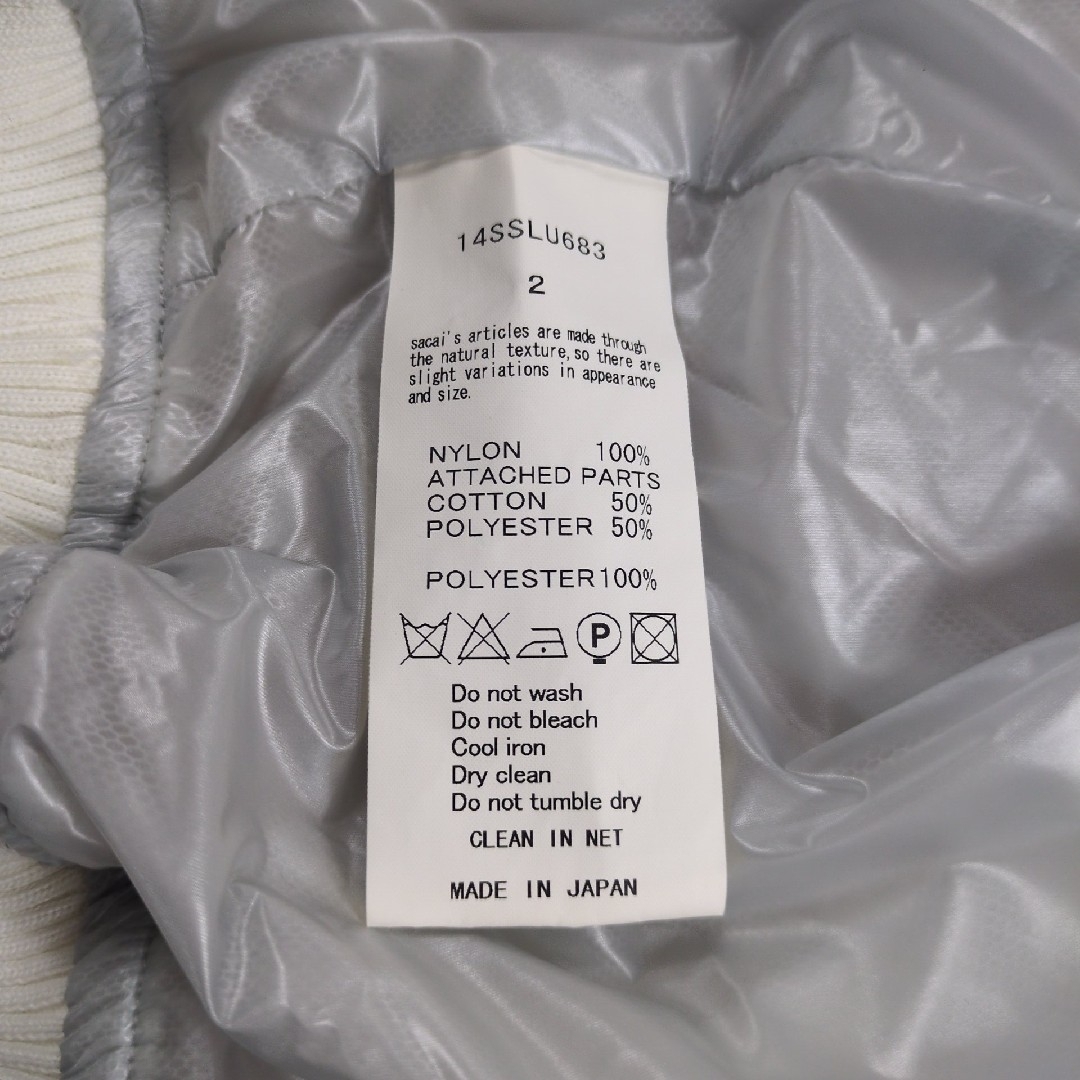 14SSLU683
2
sacai's articles are made through
the natural texture, so there are
slight variations in appearance
and size.
NYLON 100%
ATTACHED PARTS
COTTON 50%
POLYESTER 50%
POLYESTER 100%
P
Do not wash
Do not bleach
Cool iron
Dry clean
Do not tumble dry
CLEAN IN NET
MADE IN JAPAN